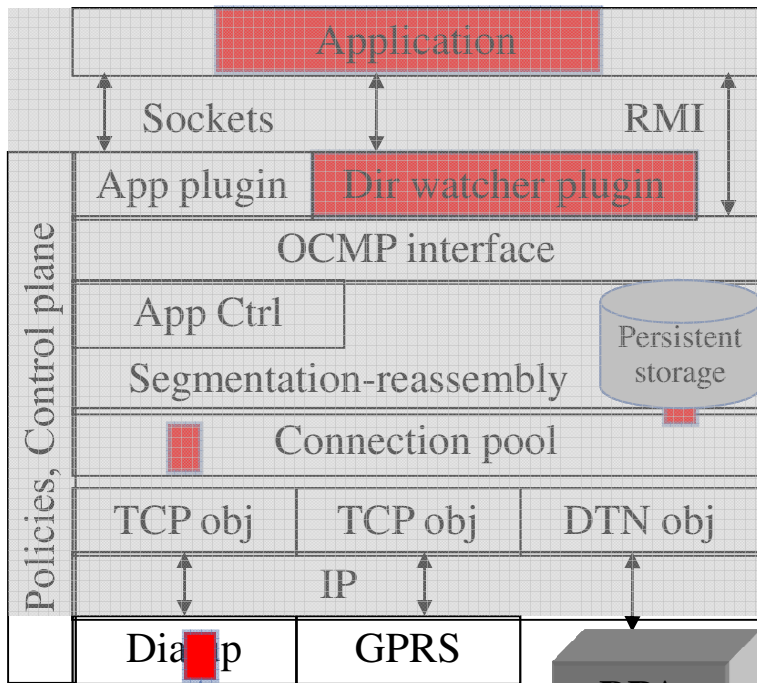 Application
Sockets
RMI
App plugin
Dir watcher plugin
OCMP interface
App Ctrl
Persistent
storage
Segmentation-reassembly
Connection pool
TCP obj
TCP obj
DTN obj
IP
GPRS
Policies, Control plane